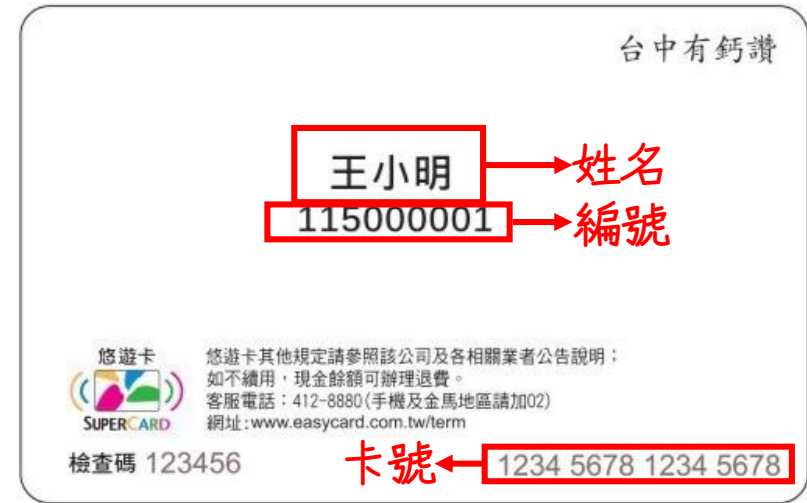 台中有鈣讚
王小明
姓名
115000001
編號
悠遊卡
SUPERCARD
悠遊卡其他規定請參照該公司及各相關業者公告說明；
如不續用，現金餘額可辦理退費。
客服電話：412-8880(手機及金馬地區請加02)
網址:www.easycard.com.tw/term
檢查碼 123456
卡號
1234 5678 1234 5678